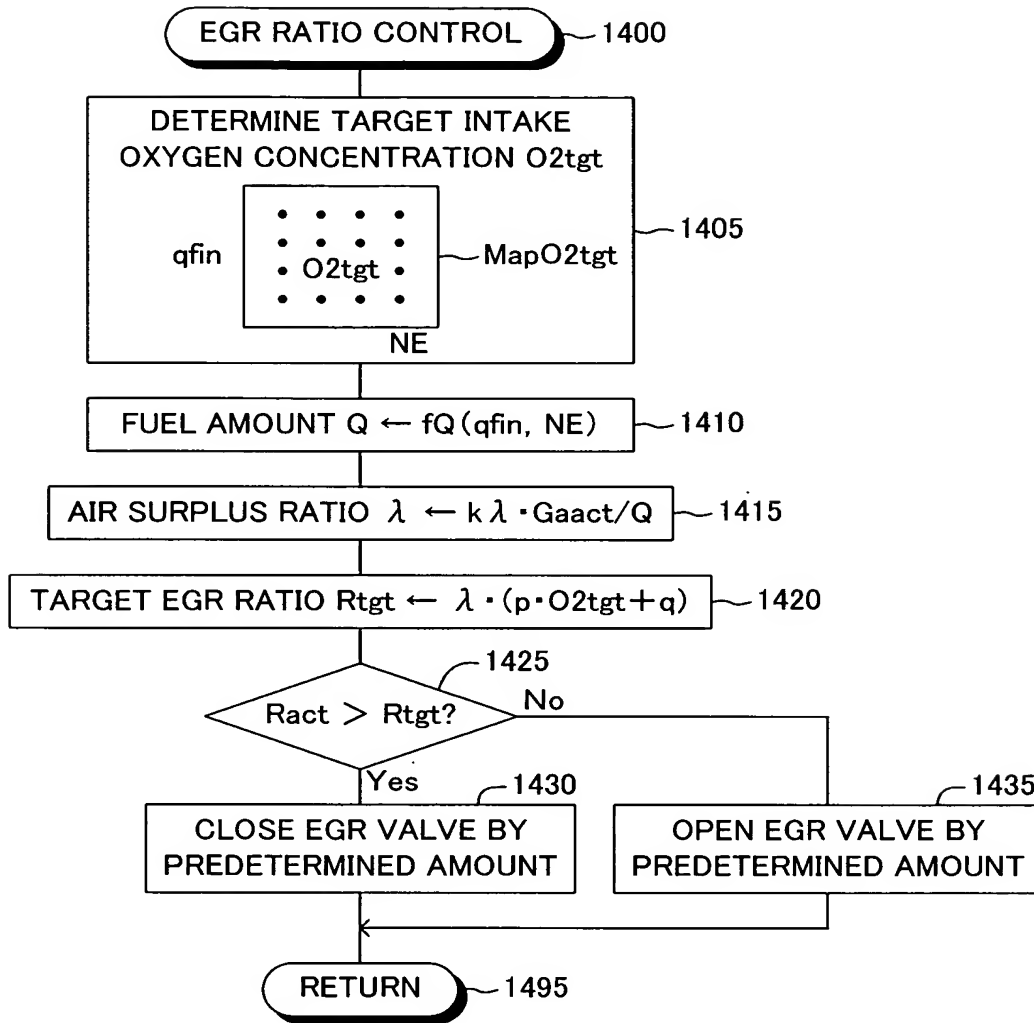 EGR RATIO CONTROL
1400
DETERMINE TARGET INTAKE
OXYGEN CONCENTRATION O2tgt
1405
qfin
O2tgt
MapO2tgt
NE
FUEL AMOUNT Q ← fQ(qfin, NE)
1410
AIR SURPLUS RATIO λ ← kλ・Gaact/Q
1415
TARGET EGR RATIO Rtgt ← λ・(p・O2tgt+q)
1420
1425
Ract > Rtgt?
No
Yes
1430
1435
CLOSE EGR VALVE BY
PREDETERMINED AMOUNT
OPEN EGR VALVE BY
PREDETERMINED AMOUNT
RETURN
1495